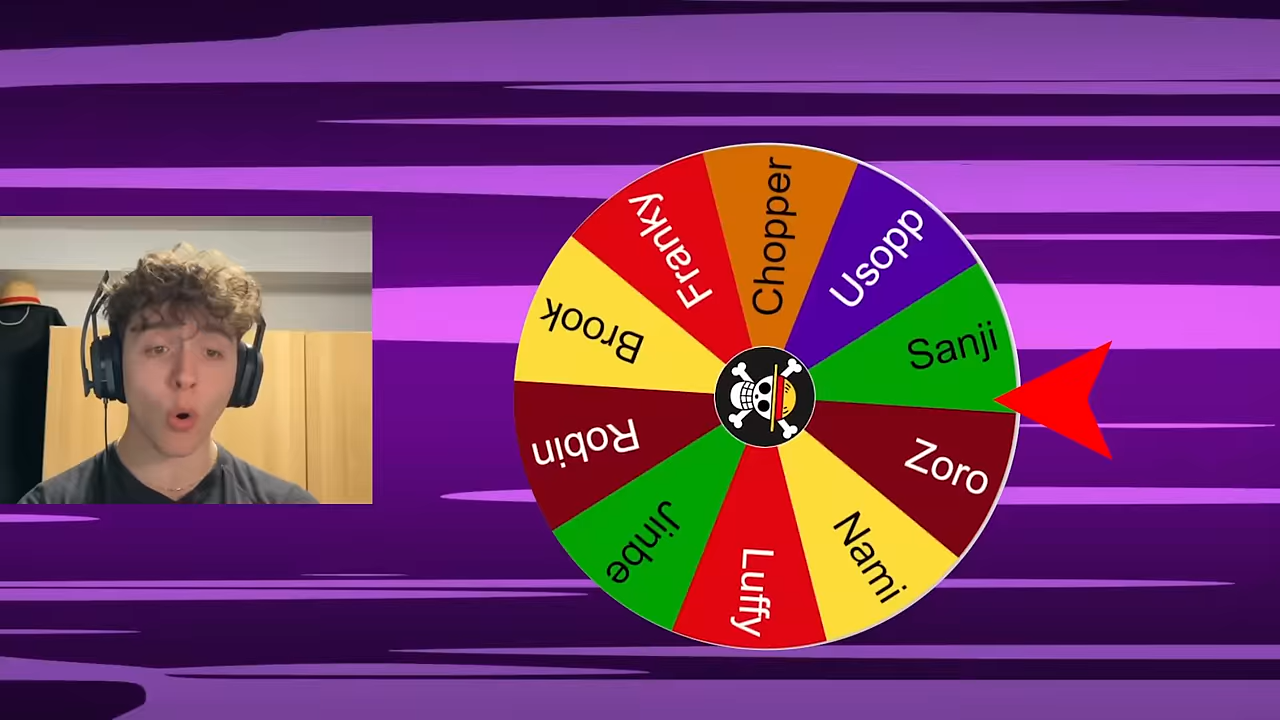 Chopper
Usopp
Sanji
Zoro
Nami
Luffy
Jinbe
Robin
Brook
Franky